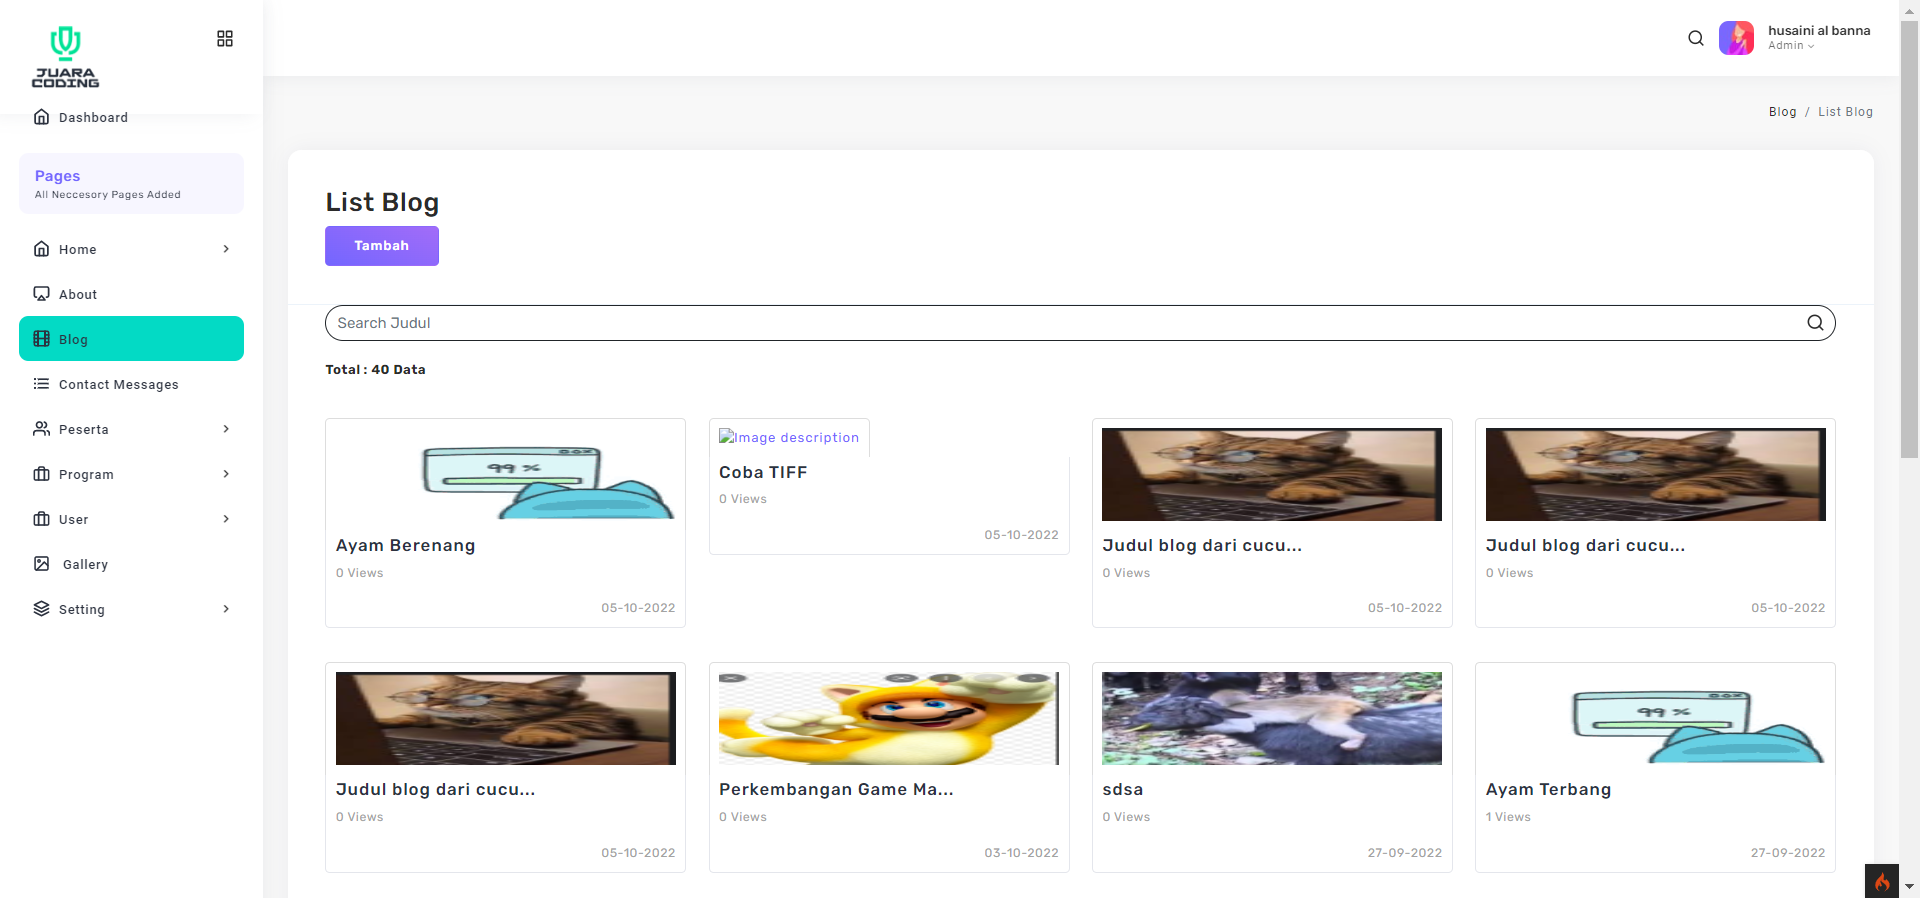 JUARA
CODING
husaini al banna
Admin
Dashboard
Blog / List Blog
Pages
All Neccesory Pages Added
Home
About
Blog
Contact Messages
Peserta
Program
User
Gallery
Setting
List Blog
Tambah
Search Judul
Total : 40 Data
99 %
Ayam Berenang
0 Views
05-10-2022
Image description
Coba TIFF
0 Views
05-10-2022
Judul blog dari cucu...
0 Views
05-10-2022
Judul blog dari cucu...
0 Views
05-10-2022
Judul blog dari cucu...
0 Views
05-10-2022
Perkembangan Game Ma...
0 Views
03-10-2022
sdsa
0 Views
27-09-2022
99 %
Ayam Terbang
1 Views
27-09-2022